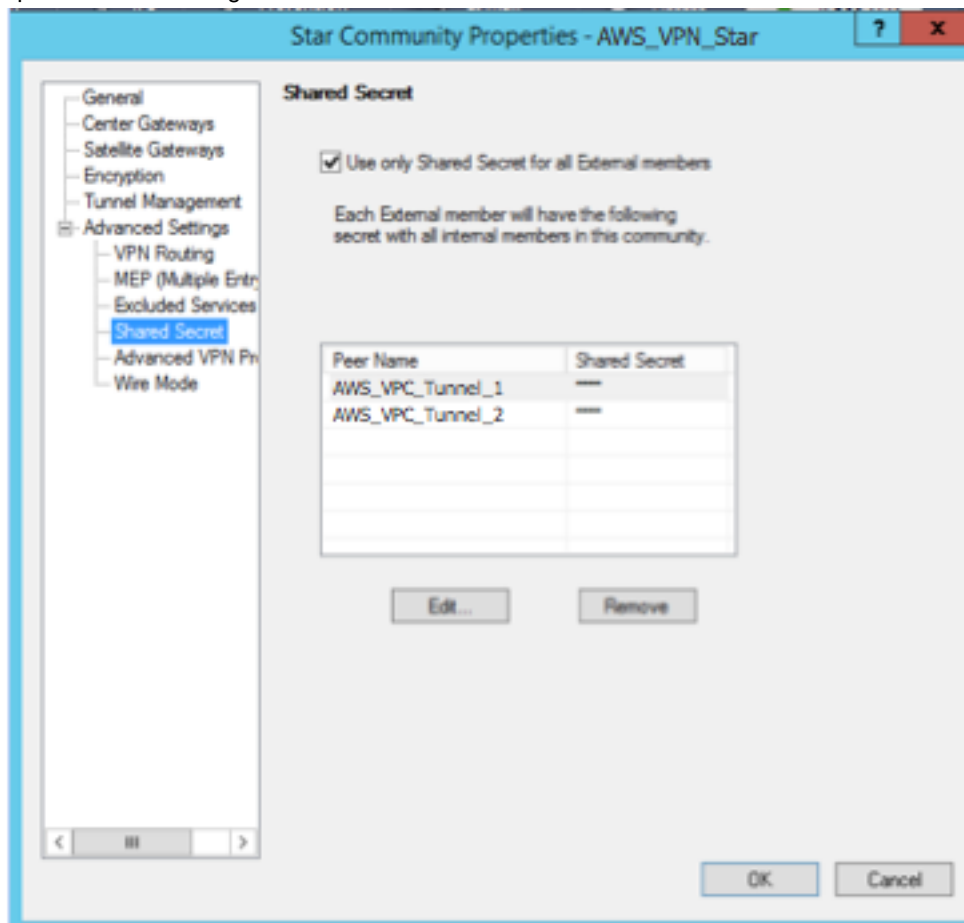 Star Community Properties - AWS_VPN_Star
? x
General
Center Gateways
Satellite Gateways
Encryption
Tunnel Management
Advanced Settings
VPN Routing
MEP (Multiple Entry
Excluded Services
Shared Secret
Advanced VPN Pr
Wire Mode
Shared Secret
Use only Shared Secret for all External members
Each External member will have the following
secret with all internal members in this community.
Peer Name Shared Secret
AWS_VPC_Tunnel_1 ****
AWS_VPC_Tunnel_2 ****
Edit... Remove
OK Cancel